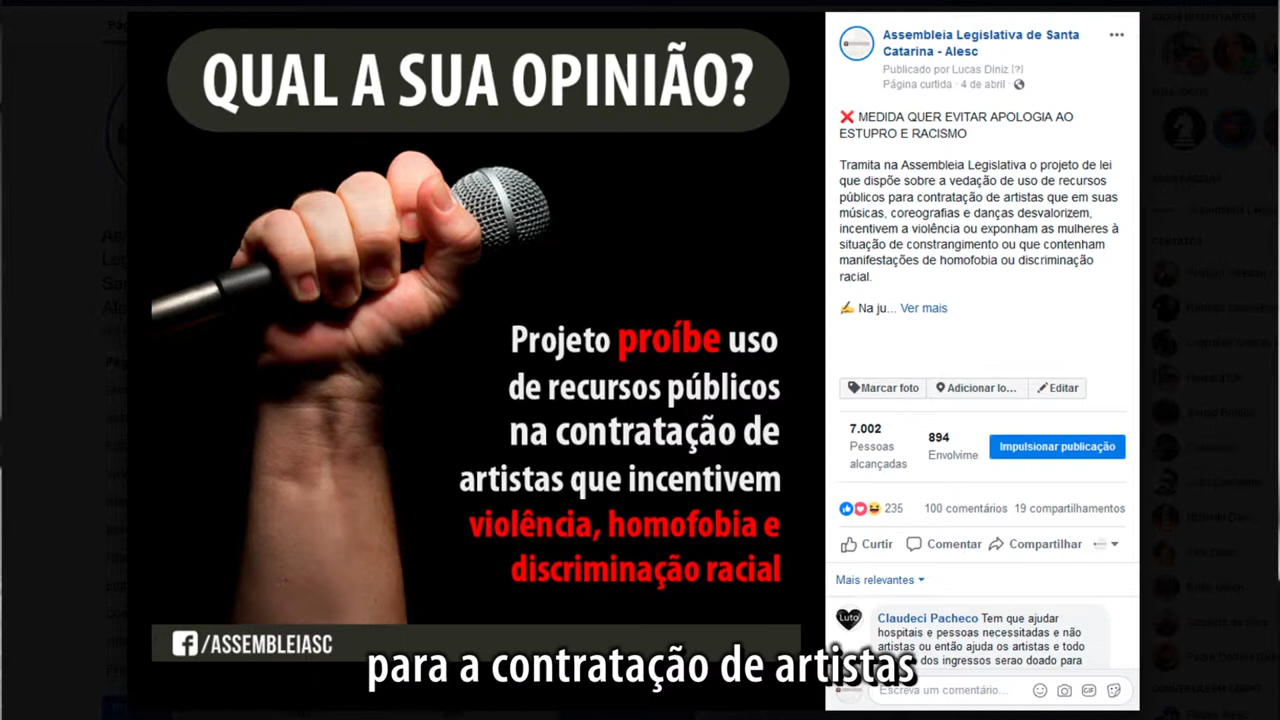 QUAL A SUA OPINIÃO?
Projeto proíbe uso
de recursos públicos
na contratação de
artistas que incentivem
violência, homofobia e
discriminação racial
/ASSEMBLEIASC
para a contratação de artistas
Assembleia Legislativa de Santa
Catarina - Alesc
Publicado por Lucas Diniz [?]
Página curtida · 4 de abril ·
❌ MEDIDA QUER EVITAR APOLOGIA AO
ESTUPRO E RACISMO
Tramita na Assembleia Legislativa o projeto de lei
que dispõe sobre a vedação de uso de recursos
públicos para contratação de artistas que em suas
músicas, coreografias e danças desvalorizem,
incentivem a violência ou exponham as mulheres à
situação de constrangimento ou que contenham
manifestações de homofobia ou discriminação
racial.
✍ Na ju... Ver mais
Marcar foto
Adicionar lo...
Editar
7.002
Pessoas
alcançadas
894
Envolvime
Impulsionar publicação
235
100 comentários 19 compartilhamentos
Curtir Comentar Compartilhar
Mais relevantes
Luto
Claudeci Pacheco Tem que ajudar
hospitais e pessoas necessitadas e não
artistas ou então ajuda os artistas e todo
dos ingressos serao doado para
Escreva um comentário...
GIF